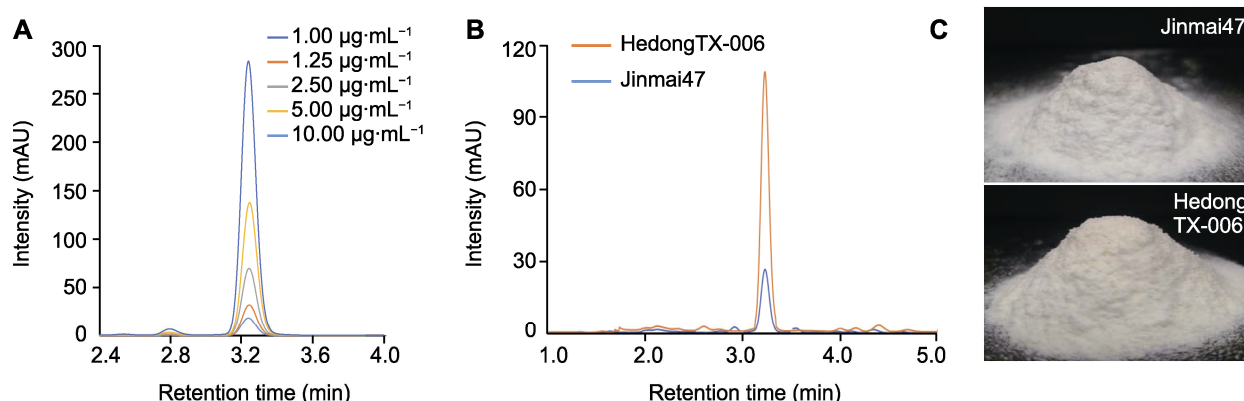 A
300
250
200
150
100
50
0
Intensity (mAU)
2.4 2.8 3.2 3.6 4.0
Retention time (min)
1.00 μg·mL⁻¹
1.25 μg·mL⁻¹
2.50 μg·mL⁻¹
5.00 μg·mL⁻¹
10.00 μg·mL⁻¹
B
120
90
60
30
0
Intensity (mAU)
1.0 2.0 3.0 4.0 5.0
Retention time (min)
HedongTX-006
Jinmai47
C
Jinmai47
Hedong
TX-006